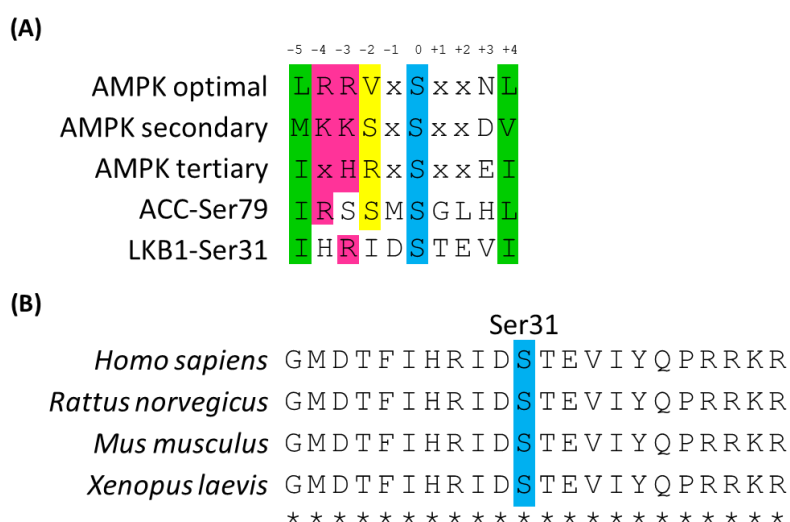 (A)
-5 -4 -3 -2 -1 0 +1 +2 +3 +4
AMPK optimal L R R V x S x x N L
AMPK secondary M K K S x S x x D V
AMPK tertiary I x H R x S x x E I
ACC-Ser79 I R S S M S G L H L
LKB1-Ser31 I H R I D S T E V I
(B)
Ser31
Homo sapiens G M D T F I H R I D S T E V I Y Q P R R K R
Rattus norvegicus G M D T F I H R I D S T E V I Y Q P R R K R
Mus musculus G M D T F I H R I D S T E V I Y Q P R R K R
Xenopus laevis G M D T F I H R I D S T E V I Y Q P R R K R
* * * * * * * * * * * * * * * * * * * * * *